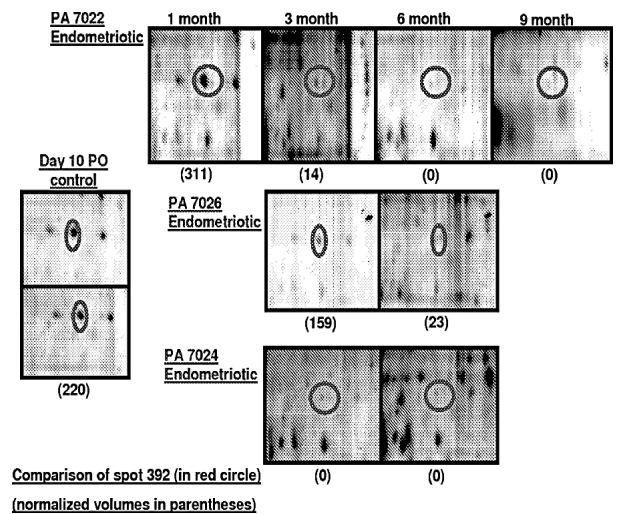 PA 7022
Endometriotic
1 month
3 month
6 month
9 month
(311)
(14)
(0)
(0)
Day 10 PO
control
(220)
PA 7026
Endometriotic
(159)
(23)
PA 7024
Endometriotic
(0)
(0)
Comparison of spot 392 (in red circle)
(normalized volumes in parentheses)